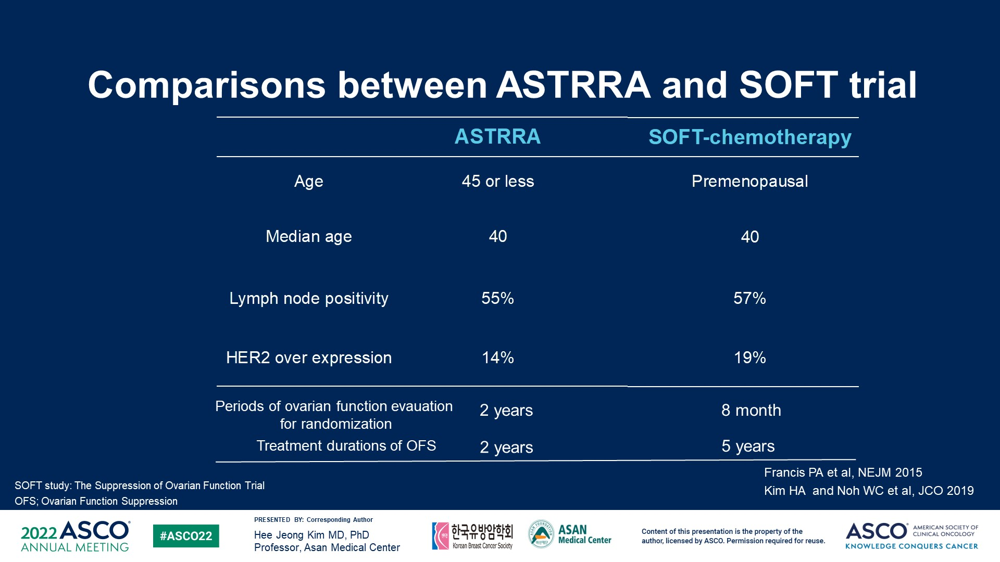 Comparisons between ASTRRA and SOFT trial
ASTRRA SOFT-chemotherapy
Age 45 or less Premenopausal
Median age 40 40
Lymph node positivity 55% 57%
HER2 over expression 14% 19%
Periods of ovarian function evauation
for randomization 2 years 8 month
Treatment durations of OFS 2 years 5 years
Francis PA et al, NEJM 2015
Kim HA and Noh WC et al, JCO 2019
SOFT study: The Suppression of Ovarian Function Trial
OFS; Ovarian Function Suppression
2022 ASCO®
ANNUAL MEETING
#ASCO22
PRESENTED BY: Corresponding Author
Hee Jeong Kim MD, PhD
Professor, Asan Medical Center
한국유방암학회
Korean Breast Cancer Society
ASAN FOUNDATION
아산재단
ASAN
Medical Center
Content of this presentation is the property of the
author, licensed by ASCO. Permission required for reuse.
ASCO®
AMERICAN SOCIETY OF
CLINICAL ONCOLOGY
KNOWLEDGE CONQUERS CANCER